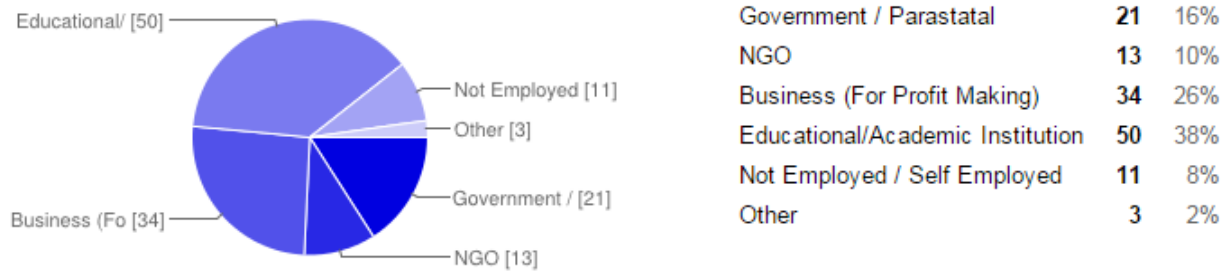 Educational/ [50]
Not Employed [11]
Other [3]
Government / [21]
Business (Fo [34]
NGO [13]
Government / Parastatal 21 16%
NGO 13 10%
Business (For Profit Making) 34 26%
Educational/Academic Institution 50 38%
Not Employed / Self Employed 11 8%
Other 3 2%